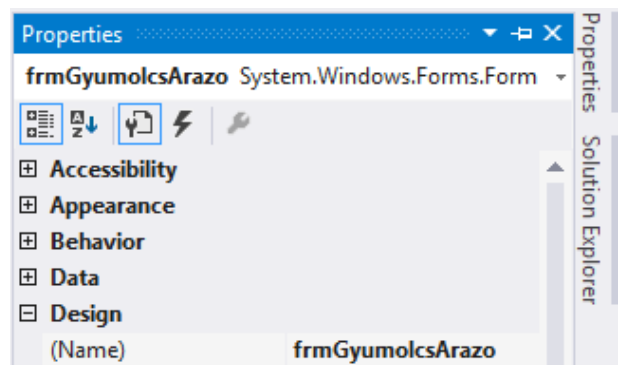 Properties
frmGyumolcsArazo System.Windows.Forms.Form
Accessibility
Appearance
Behavior
Data
Design
(Name) frmGyumolcsArazo
Properties
Solution Explorer